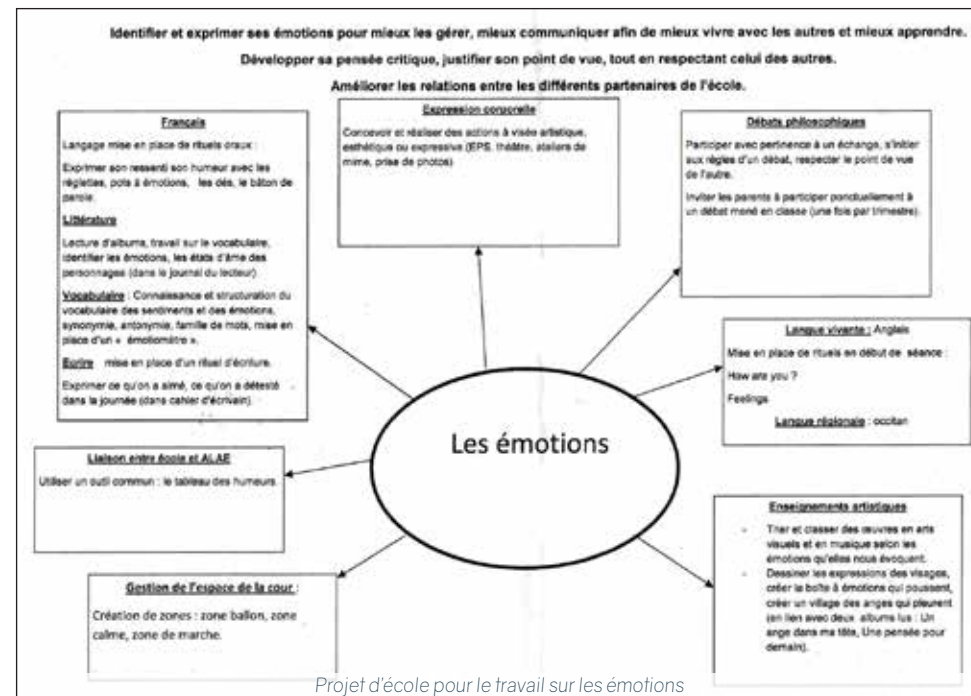 Identifier et exprimer ses émotions pour mieux les gérer, mieux communiquer afin de mieux vivre avec les autres et mieux apprendre.
Développer sa pensée critique, justifier son point de vue, tout en respectant celui des autres.
Améliorer les relations entre les différents partenaires de l'école.
Français
Langage mise en place de rituels oraux :
Exprimer son ressenti son humeur avec les
réglettes, pots à émotions, les dés, le bâton de
parole.
Littérature
Lecture d'albums, travail sur le vocabulaire,
identifier les émotions, les états d'âme des
personnages (dans le journal du lecteur)
Vocabulaire : Connaissance et structuration du
vocabulaire des sentiments et des émotions,
synonymie, antonymie, famille de mots, mise en
place d'un « émotiomètre ».
Ecrire mise en place d'un rituel d'écriture.
Exprimer ce qu'on a aimé, ce qu'on a détesté
dans la journée (dans cahier d'écrivain).
Expression corporelle
Concevoir et réaliser des actions à visée artistique,
esthétique ou expressive (EPS, théâtre, ateliers de
mime, prise de photos)
Débats philosophiques
Participer avec pertinence à un échange, s'initier
aux règles d'un débat, respecter le point de vue
de l'autre.
Inviter les parents à participer ponctuellement à
un débat mené en classe (une fois par trimestre).
Langue vivante : Anglais
Mise en place de rituels en début de séance :
How are you ?
Feelings
Langue régionale : occitan
Les émotions
Liaison entre école et ALAE
Utiliser un outil commun : le tableau des humeurs.
Gestion de l'espace de la cour :
Création de zones : zone ballon, zone
calme, zone de marche.
Enseignements artistiques
- Trier et classer des œuvres en arts
visuels et en musique selon les
émotions qu'elles nous évoquent.
- Dessiner les expressions des visages,
créer la boîte à émotions qui poussent,
créer un village des anges qui pleurent
(en lien avec deux albums lus : Un
ange dans ma tête, Une pensée pour
demain).
Projet d'école pour le travail sur les émotions